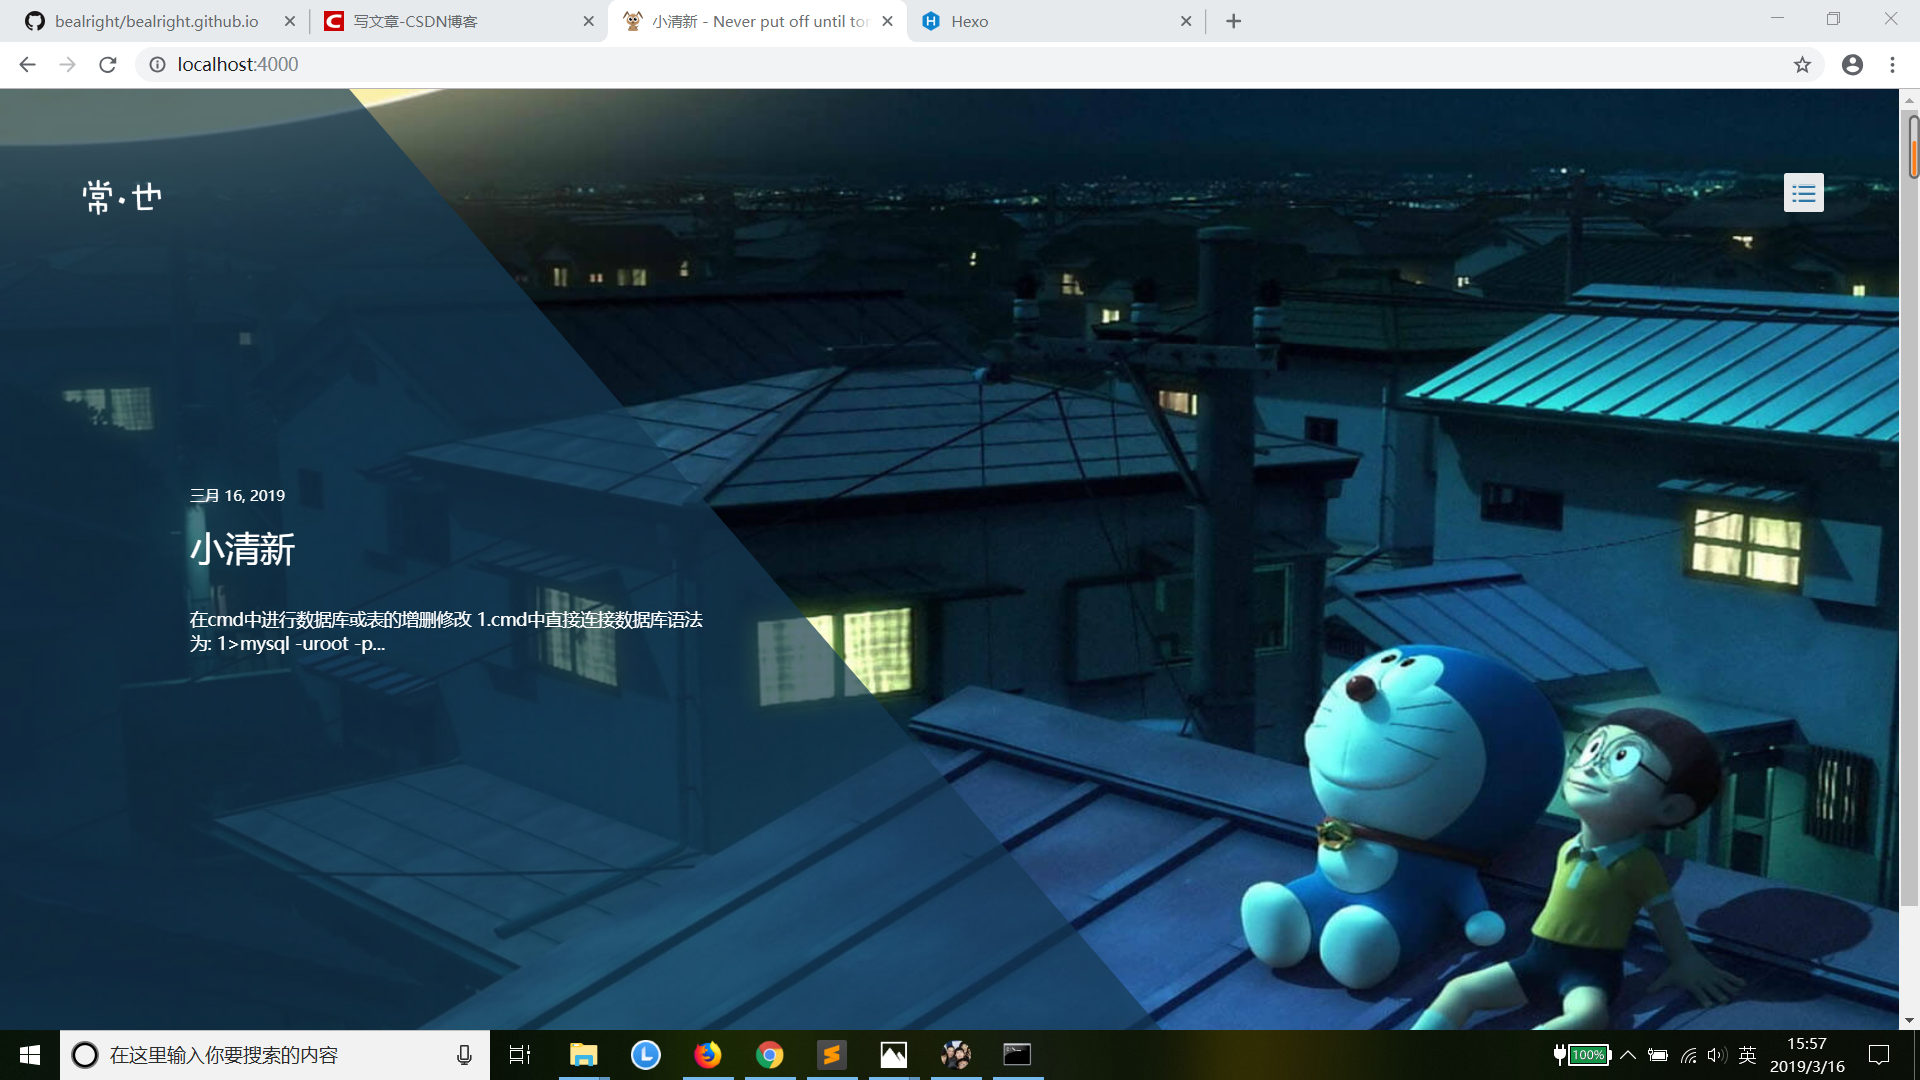 bealright/bealright.github.io
写文章-CSDN博客
小清新 - Never put off until tor
Hexo
localhost:4000
常·也
三月 16, 2019
小清新
在cmd中进行数据库或表的增删修改 1.cmd中直接连接数据库语法
为: 1>mysql -uroot -p...
在这里输入你要搜索的内容
100%
英
15:57
2019/3/16